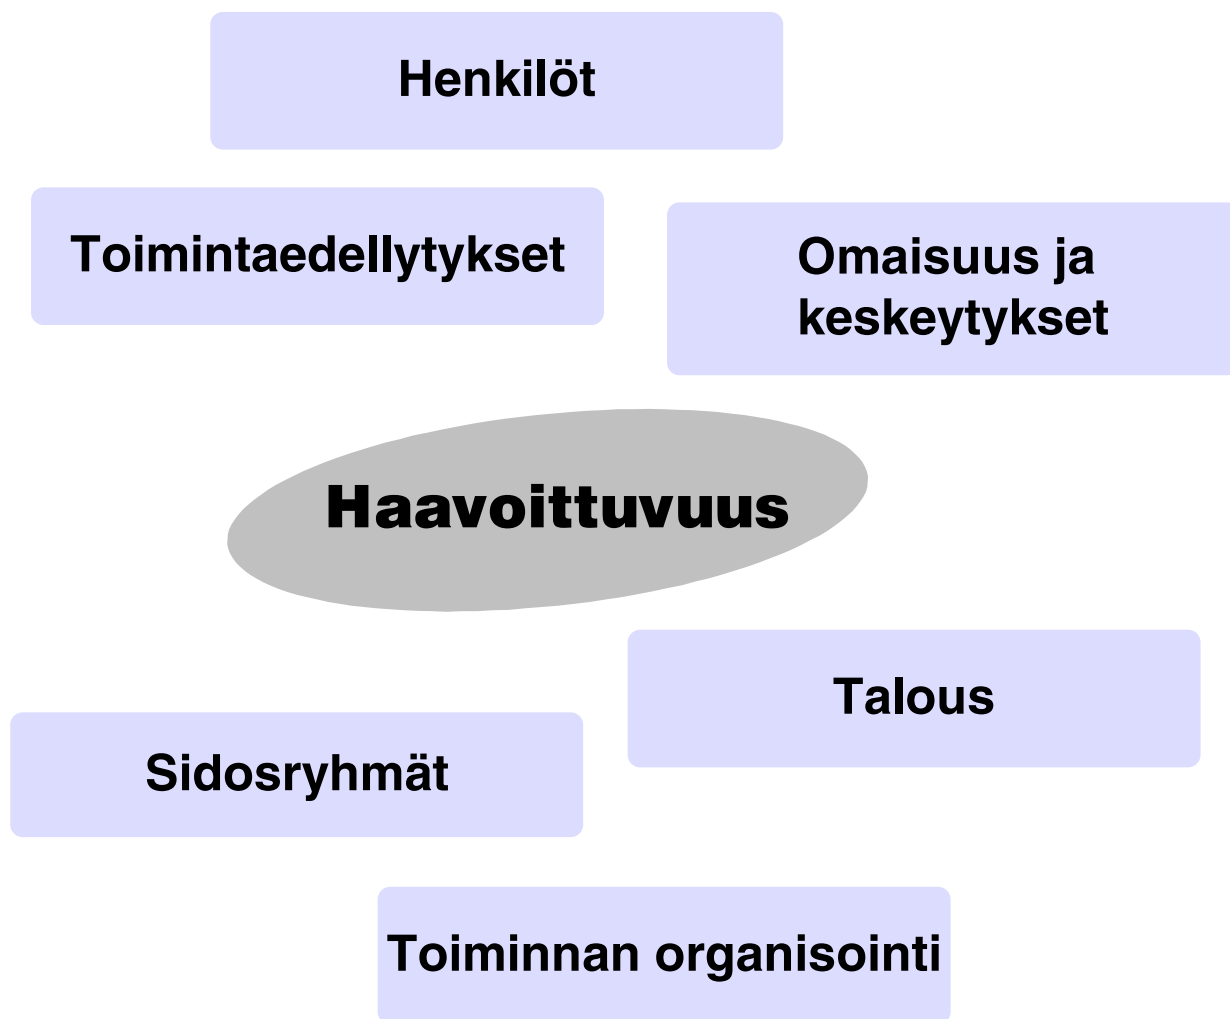 Henkilöt
Toimintaedellytykset
Omaisuus ja
keskeytykset
Haavoittuvuus
Talous
Sidosryhmät
Toiminnan organisointi